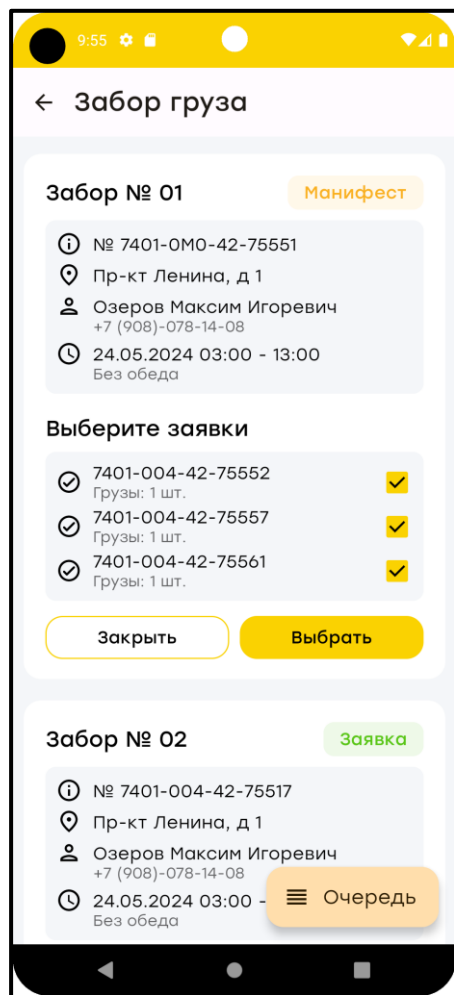 9:55
Забор груза
Забор № 01
Манифест
№ 7401-0М0-42-75551
Пр-кт Ленина, д 1
Озеров Максим Игоревич
+7 (908)-078-14-08
24.05.2024 03:00 - 13:00
Без обеда
Выберите заявки
7401-004-42-75552
Грузы: 1 шт.
7401-004-42-75557
Грузы: 1 шт.
7401-004-42-75561
Грузы: 1 шт.
Закрыть
Выбрать
Забор № 02
Заявка
№ 7401-004-42-75517
Пр-кт Ленина, д 1
Озеров Максим Игоревич
+7 (908)-078-14-08
24.05.2024 03:00 -
Без обеда
Очередь